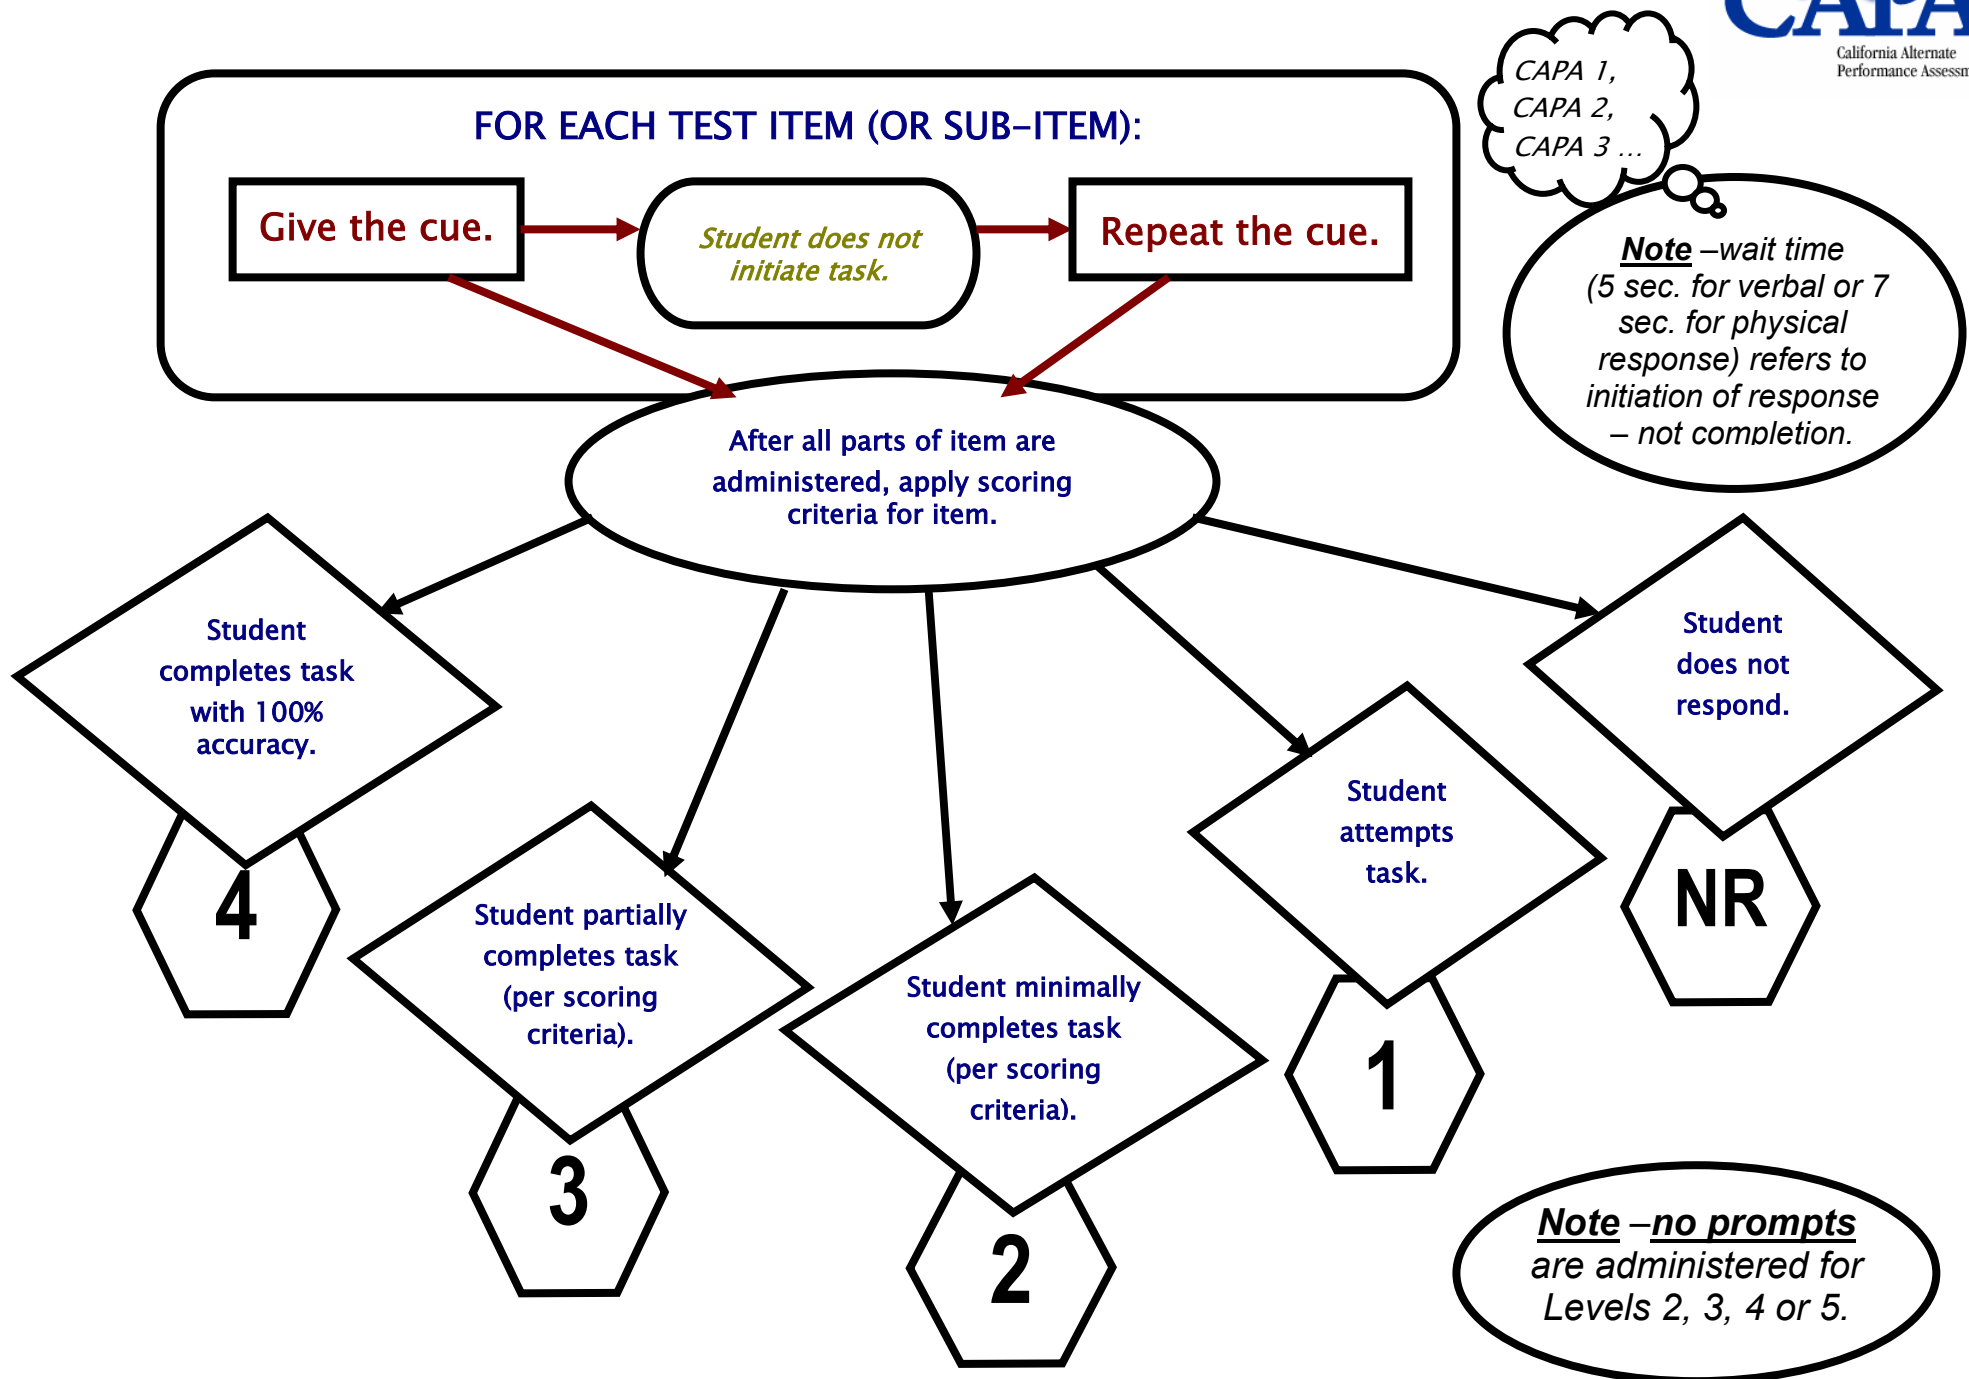 CAPA
California Alternate
CAPA 1,
Performance Assessm
CAPA 2,
CAPA 3 ...
FOR EACH TEST ITEM (OR SUB-ITEM):
Give the cue.
Student does not
initiate task.
Repeat the cue.
Note –wait time
(5 sec. for verbal or 7
sec. for physical
response) refers to
initiation of response
– not completion.
After all parts of item are
administered, apply scoring
criteria for item.
Student
completes task
with 100%
accuracy.
4
Student partially
completes task
(per scoring
criteria).
3
Student minimally
completes task
(per scoring
criteria).
2
Student
attempts
task.
1
Student
does not
respond.
NR
Note –no prompts
are administered for
Levels 2, 3, 4 or 5.